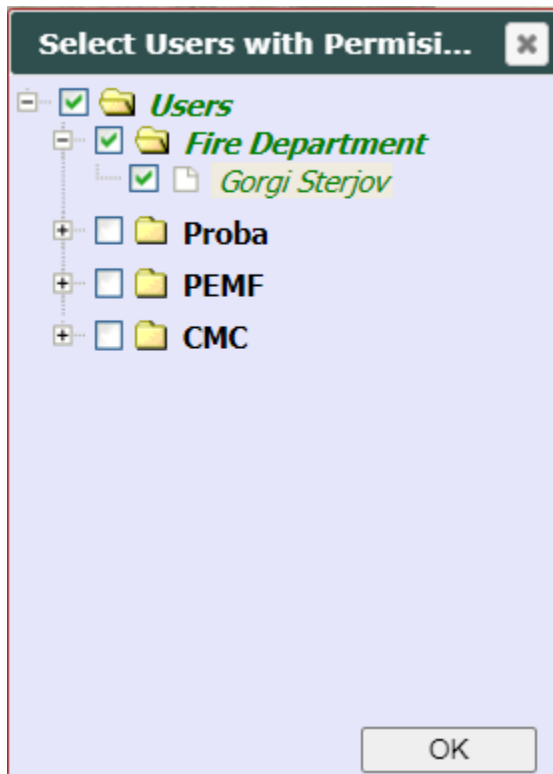 Select Users with Permisi...
Users
Fire Department
Gorgi Sterjov
Proba
PEMF
CMC
OK